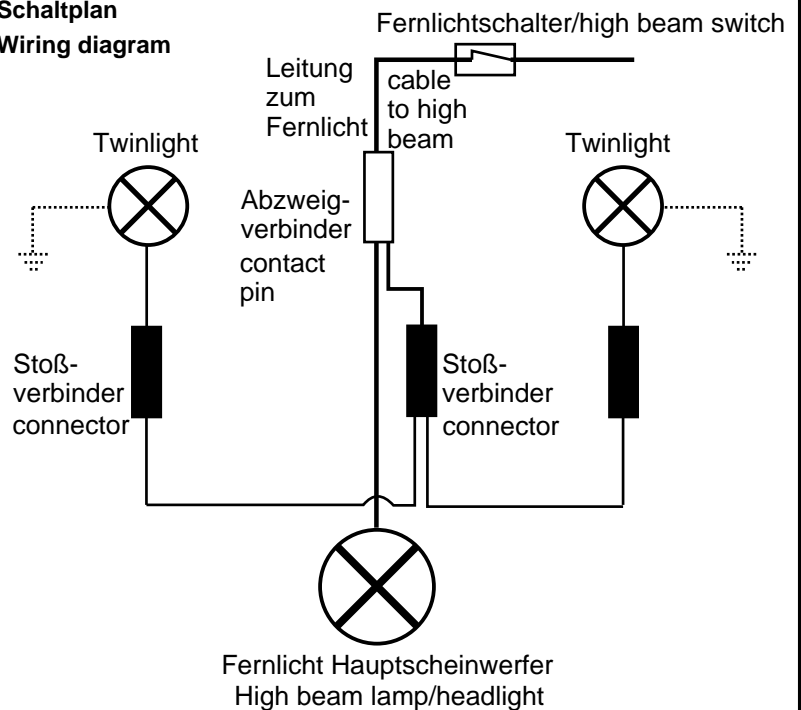 Schaltplan
Wiring diagram
Fernlichtschalter/high beam switch
Leitung
zum
Fernlicht
cable
to high
beam
Twinlight
Twinlight
Abzweig-
verbinder
contact
pin
Stoß-
verbinder
connector
Stoß-
verbinder
connector
Fernlicht Hauptscheinwerfer
High beam lamp/headlight